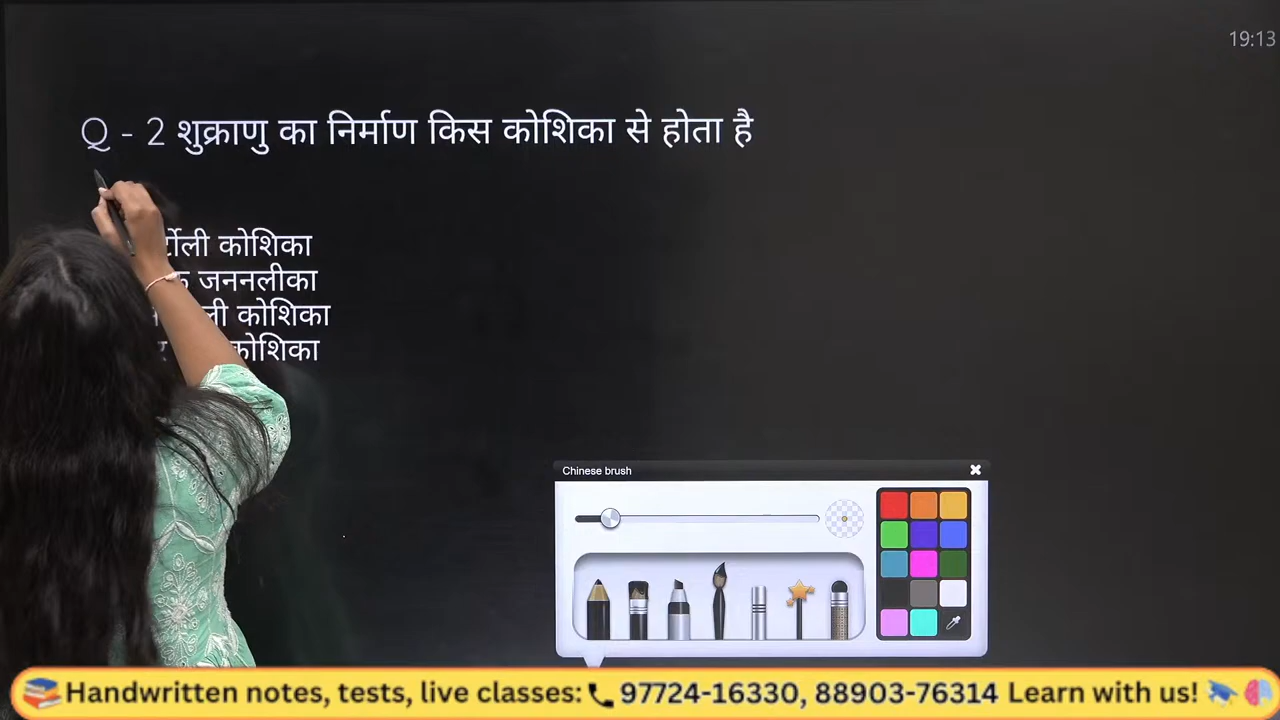 19:13
Q - 2 शुक्राणु का निर्माण किस कोशिका से होता है
कोशिका
जननलीका
कोशिका
कोशिका
Chinese brush
Handwritten notes, tests, live classes: 97724-16330, 88903-76314 Learn with us!